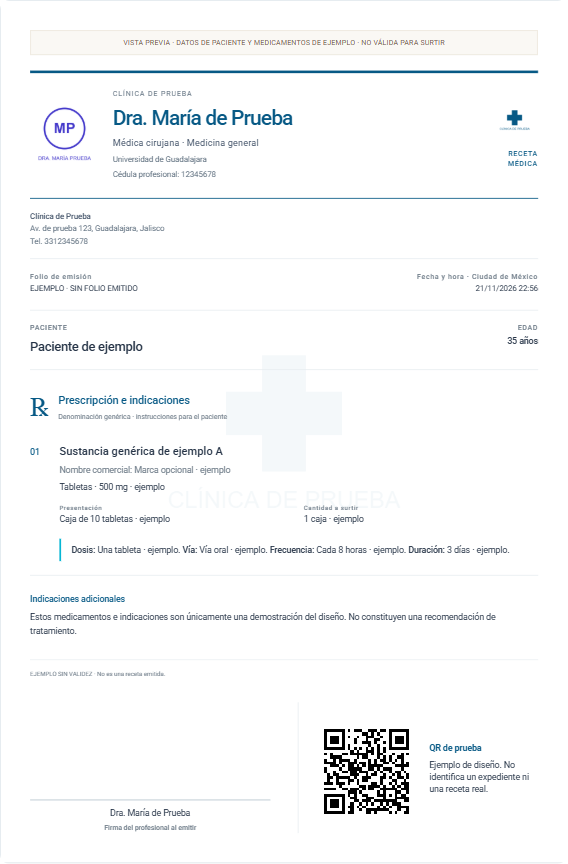 VISTA PREVIA · DATOS DE PACIENTE Y MEDICAMENTOS DE EJEMPLO · NO VÁLIDA PARA SURTIR
MP
DRA. MARÍA PRUEBA
CLÍNICA DE PRUEBA
Dra. María de Prueba
Médica cirujana · Medicina general
Universidad de Guadalajara
Cédula profesional: 12345678
CLÍNICA DE PRUEBA
RECETA
MÉDICA
Clínica de Prueba
Av. de prueba 123, Guadalajara, Jalisco
Tel. 3312345678
Folio de emisión
EJEMPLO · SIN FOLIO EMITIDO
Fecha y hora · Ciudad de México
21/11/2026 22:56
PACIENTE
Paciente de ejemplo
EDAD
35 años
℞ Prescripción e indicaciones
Denominación genérica · instrucciones para el paciente
01 Sustancia genérica de ejemplo A
Nombre comercial: Marca opcional · ejemplo
Tabletas · 500 mg · ejemplo
CLÍNICA DE PRUEBA
Presentación
Caja de 10 tabletas · ejemplo
Cantidad a surtir
1 caja · ejemplo
Dosis: Una tableta · ejemplo. Vía: Vía oral · ejemplo. Frecuencia: Cada 8 horas · ejemplo. Duración: 3 días · ejemplo.
Indicaciones adicionales
Estos medicamentos e indicaciones son únicamente una demostración del diseño. No constituyen una recomendación de
tratamiento.
EJEMPLO SIN VALIDEZ · No es una receta emitida.
Dra. María de Prueba
Firma del profesional al emitir
QR de prueba
Ejemplo de diseño. No
identifica un expediente ni
una receta real.